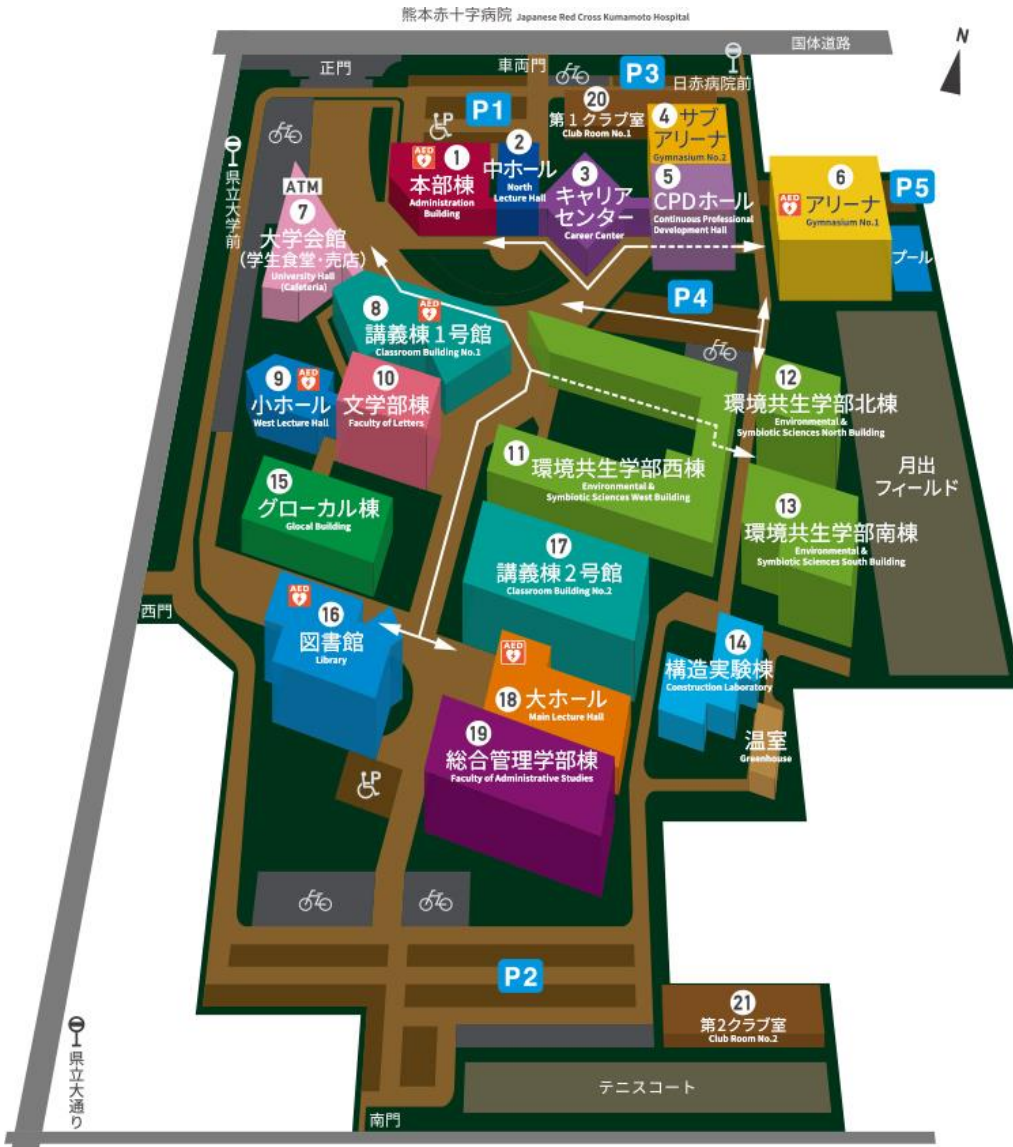 熊本赤十字病院 Japanese Red Cross Kumamoto Hospital
国体道路
N
正門
車両門
P3
日赤病院前
P1
20
第1クラブ室
Club Room No.1
4 サブ
アリーナ
Gymnasium No.2
県立大学前
P
AED
1
本部棟
Administration
Building
2
中ホール
North
Lecture Hall
3
キャリア
センター
Career Center
5
CPDホール
Continuous Professional
Development Hall
6
AED
アリーナ
Gymnasium No.1
P5
プール
ATM
7
大学会館
(学生食堂・売店)
University Hall
(Cafeteria)
P4
8
AED
講義棟1号館
Classroom Building No.1
9
AED
小ホール
West Lecture Hall
10
文学部棟
Faculty of Letters
12
環境共生学部北棟
Environmental &
Symbiotic Sciences North Building
11
環境共生学部西棟
Environmental &
Symbiotic Sciences West Building
月出
フィールド
15
グローカル棟
Glocal Building
13
環境共生学部南棟
Environmental &
Symbiotic Sciences South Building
17
講義棟2号館
Classroom Building No.2
西門
AED
16
図書館
Library
AED
14
構造実験棟
Construction Laboratory
18 大ホール
Main Lecture Hall
温室
Greenhouse
19
総合管理学部棟
Faculty of Administrative Studies
P
P2
21
第2クラブ室
Club Room No.2
県立大通り
テニスコート
南門